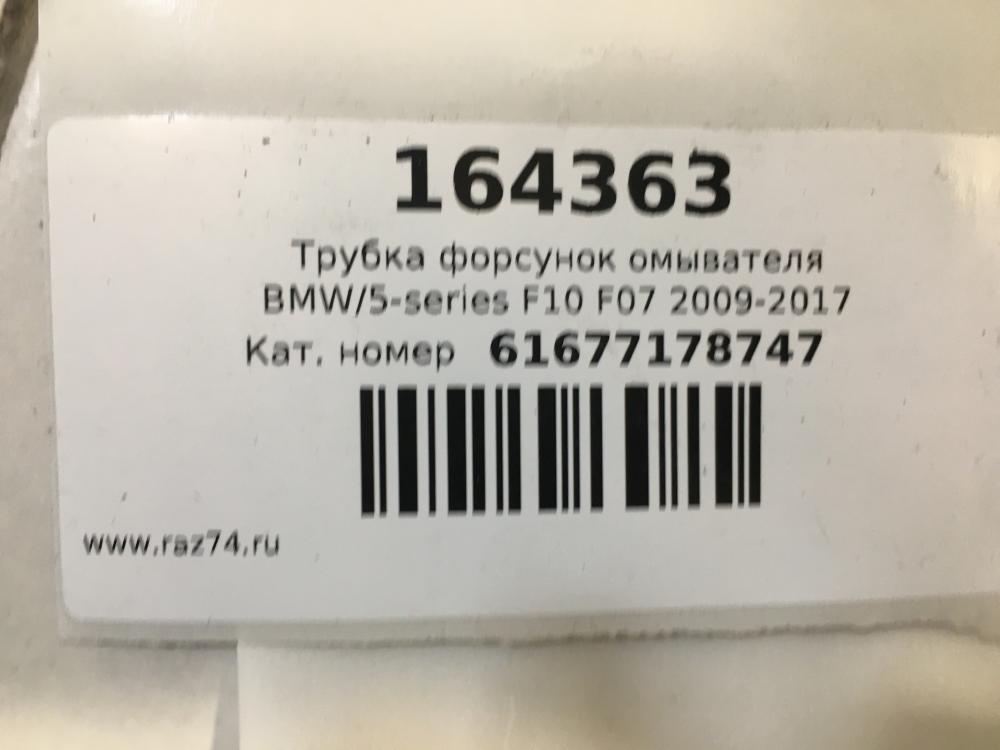 164363
Трубка форсунок омывателя
BMW/5-series F10 F07 2009-2017
Кат. номер 61677178747
www.raz74.ru